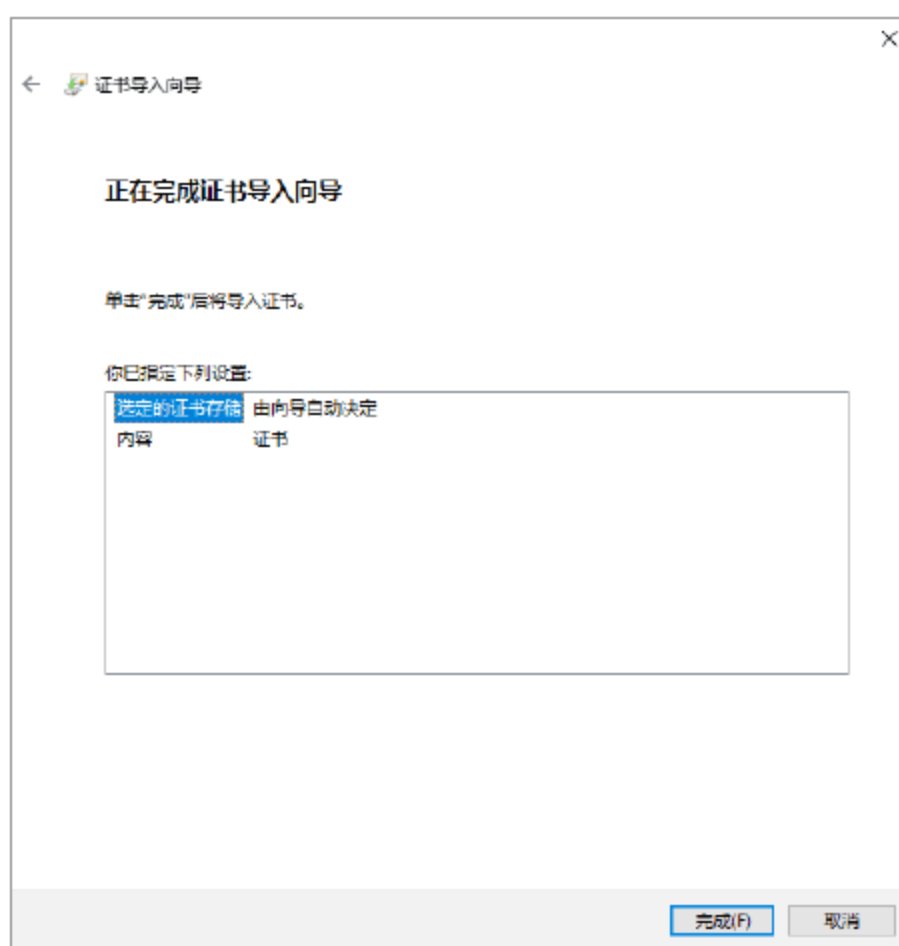 证书导入向导
正在完成证书导入向导
单击"完成"后将导入证书。
你已指定下列设置:
选定的证书存储 由向导自动决定
内容 证书
完成(F) 取消